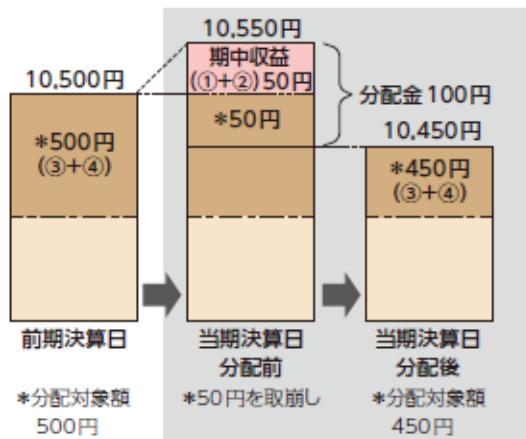 10,550円
期中収益
(①+②)50円
10,500円
分配金100円
*50円
10,450円
*500円
(③+④)
*450円
(③+④)
前期決算日
当期決算日
分配前
当期決算日
分配後
*分配対象額
500円
*50円を取崩し
*分配対象額
450円